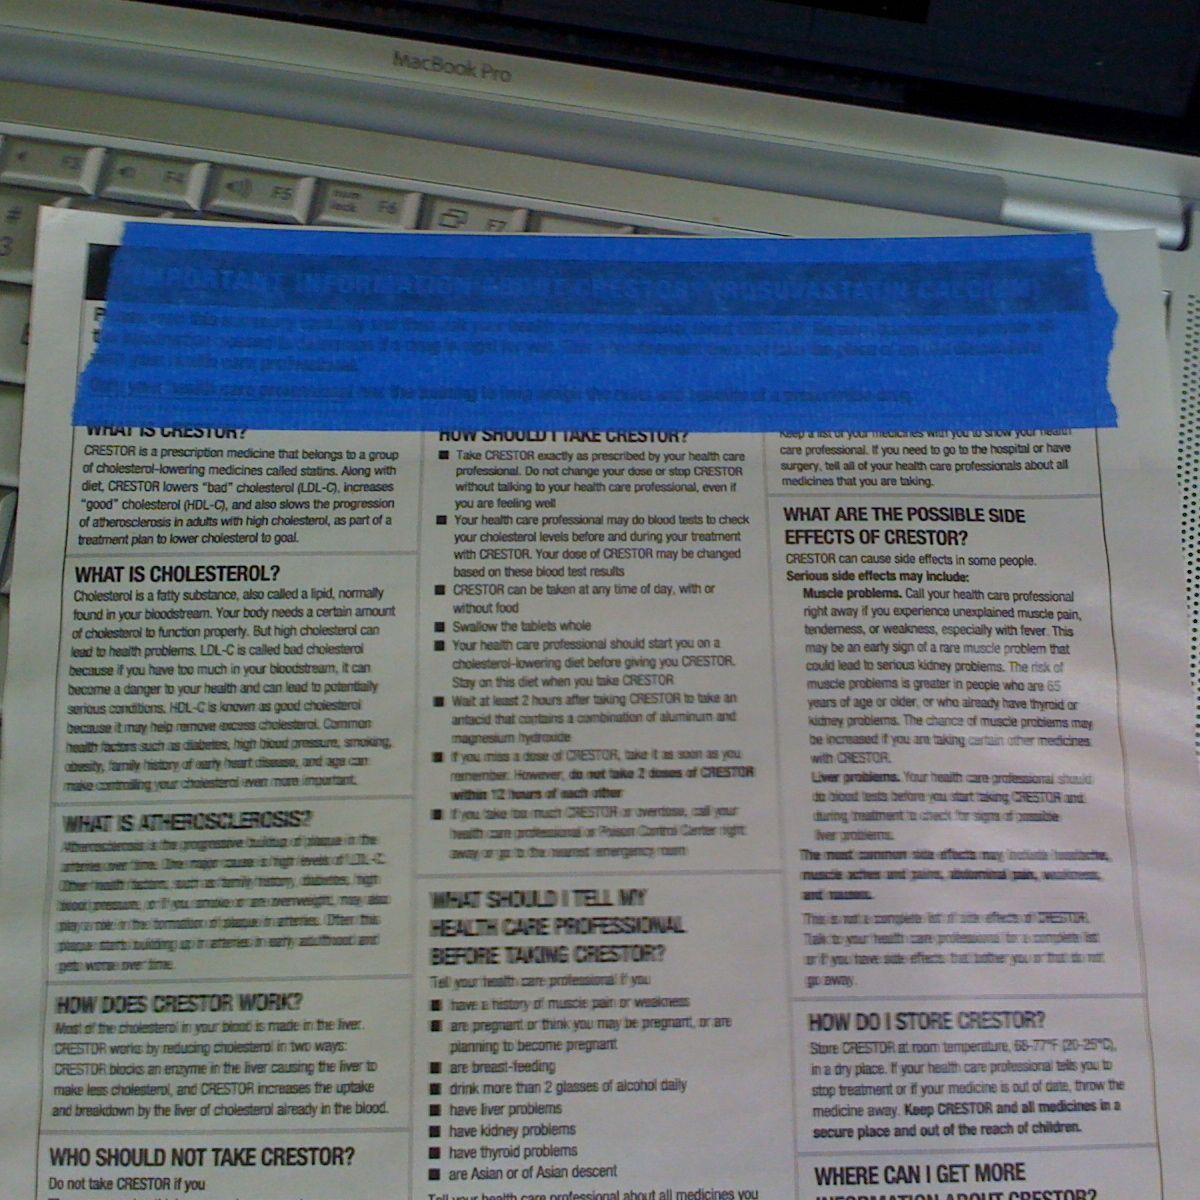 MacBook Pro
F3
F4
F5
num
lock
F6
F7
#
3
IMPORTANT INFORMATION ABOUT CRESTOR (ROSUVASTATIN CALCIUM)
WHAT IS CRESTOR?
CRESTOR is a prescription medicine that belongs to a group
of cholesterol-lowering medicines called statins. Along with
diet, CRESTOR lowers "bad" cholesterol (LDL-C), increases
"good" cholesterol (HDL-C), and also slows the progression
of atherosclerosis in adults with high cholesterol, as part of a
treatment plan to lower cholesterol to goal.
WHAT IS CHOLESTEROL?
Cholesterol is a fatty substance, also called a lipid, normally
found in your bloodstream. Your body needs a certain amount
of cholesterol to function properly. But high cholesterol can
lead to health problems. LDL-C is called bad cholesterol
because if you have too much in your bloodstream, it can
become a danger to your health and can lead to potentially
serious conditions. HDL-C is known as good cholesterol
because it may help remove excess cholesterol. Common
health factors such as diabetes, high blood pressure, smoking,
obesity, family history of early heart disease, and age can
make controlling your cholesterol even more important.
WHAT IS ATHEROSCLEROSIS?
Atherosclerosis is the progressive buildup of plaque in the
arteries over time. One major cause is high levels of LDL-C.
Other health factors, such as family history, diabetes, high
blood pressure, or if you smoke or are overweight, may also
play a role in the formation of plaque in arteries. Often this
plaque starts building up in arteries in early adulthood and
gets worse over time.
HOW DOES CRESTOR WORK?
Most of the cholesterol in your blood is made in the liver.
CRESTOR works by reducing cholesterol in two ways:
CRESTOR blocks an enzyme in the liver causing the liver to
make less cholesterol, and CRESTOR increases the uptake
and breakdown by the liver of cholesterol already in the blood.
WHO SHOULD NOT TAKE CRESTOR?
Do not take CRESTOR if you
HOW SHOULD I TAKE CRESTOR?
■ Take CRESTOR exactly as prescribed by your health care
professional. Do not change your dose or stop CRESTOR
without talking to your health care professional, even if
you are feeling well
■ Your health care professional may do blood tests to check
your cholesterol levels before and during your treatment
with CRESTOR. Your dose of CRESTOR may be changed
based on these blood test results
■ CRESTOR can be taken at any time of day, with or
without food
■ Swallow the tablets whole
■ Your health care professional should start you on a
cholesterol-lowering diet before giving you CRESTOR.
Stay on this diet when you take CRESTOR
■ Wait at least 2 hours after taking CRESTOR to take an
antacid that contains a combination of aluminum and
magnesium hydroxide
■ If you miss a dose of CRESTOR, take it as soon as you
remember. However, do not take 2 doses of CRESTOR
within 12 hours of each other
■ If you take too much CRESTOR or overdose, call your
health care professional or Poison Control Center right
away or go to the nearest emergency room
WHAT SHOULD I TELL MY
HEALTH CARE PROFESSIONAL
BEFORE TAKING CRESTOR?
Tell your health care professional if you
■ have a history of muscle pain or weakness
■ are pregnant or think you may be pregnant, or are
planning to become pregnant
■ are breast-feeding
■ drink more than 2 glasses of alcohol daily
■ have liver problems
■ have kidney problems
■ have thyroid problems
■ are Asian or of Asian descent
Tell your health care professional about all medicines you
Keep a list of your medicines with you to show your health
care professional. If you need to go to the hospital or have
surgery, tell all of your health care professionals about all
medicines that you are taking.
WHAT ARE THE POSSIBLE SIDE
EFFECTS OF CRESTOR?
CRESTOR can cause side effects in some people.
Serious side effects may include:
Muscle problems. Call your health care professional
right away if you experience unexplained muscle pain,
tenderness, or weakness, especially with fever. This
may be an early sign of a rare muscle problem that
could lead to serious kidney problems. The risk of
muscle problems is greater in people who are 65
years of age or older, or who already have thyroid or
kidney problems. The chance of muscle problems may
be increased if you are taking certain other medicines
with CRESTOR.
Liver problems. Your health care professional should
do blood tests before you start taking CRESTOR and
during treatment to check for signs of possible
liver problems.
The most common side effects may include headache,
muscle aches and pains, abdominal pain, weakness,
and nausea.
This is not a complete list of side effects of CRESTOR.
Talk to your health care professional for a complete list
or if you have side effects that bother you or that do not
go away.
HOW DO I STORE CRESTOR?
Store CRESTOR at room temperature, 68-77°F (20-25°C),
in a dry place. If your health care professional tells you to
stop treatment or if your medicine is out of date, throw the
medicine away. Keep CRESTOR and all medicines in a
secure place and out of the reach of children.
WHERE CAN I GET MORE
INFORMATION ABOUT CRESTOR?